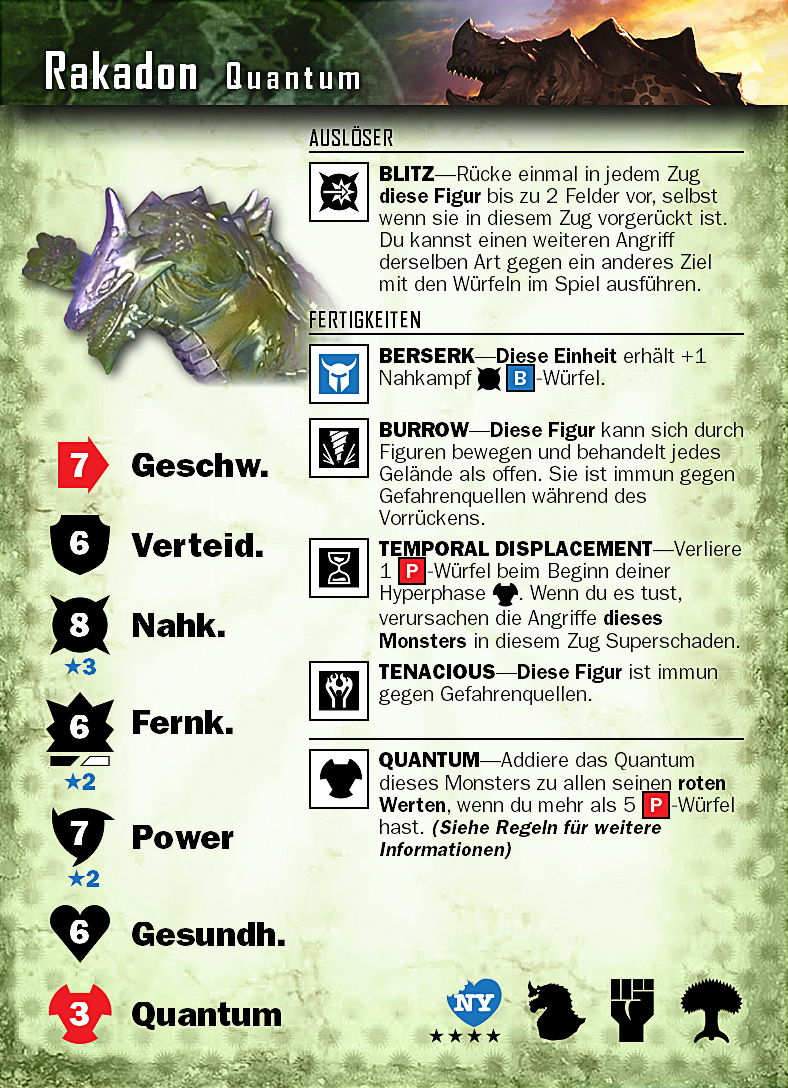 Rakadon Quantum
AUSLÖSER
BLITZ—Rücke einmal in jedem Zug
diese Figur bis zu 2 Felder vor, selbst
wenn sie in diesem Zug vorgerückt ist.
Du kannst einen weiteren Angriff
derselben Art gegen ein anderes Ziel
mit den Würfeln im Spiel ausführen.
FERTIGKEITEN
BERSERK—Diese Einheit erhält +1
Nahkampf B-Würfel.
BURROW—Diese Figur kann sich durch
Figuren bewegen und behandelt jedes
Gelände als offen. Sie ist immun gegen
Gefahrenquellen während des
Vorrückens.
TEMPORAL DISPLACEMENT—Verliere
1 P-Würfel beim Beginn deiner
Hyperphase . Wenn du es tust,
verursachen die Angriffe dieses
Monsters in diesem Zug Superschaden.
TENACIOUS—Diese Figur ist immun
gegen Gefahrenquellen.
QUANTUM—Addiere das Quantum
dieses Monsters zu allen seinen roten
Werten, wenn du mehr als 5 P-Würfel
hast. (Siehe Regeln für weitere
Informationen)
7 Geschw.
6 Verteid.
8 Nahk.
★3
6 Fernk.
★2
7 Power
★2
6 Gesundh.
3 Quantum
NY
★★★★